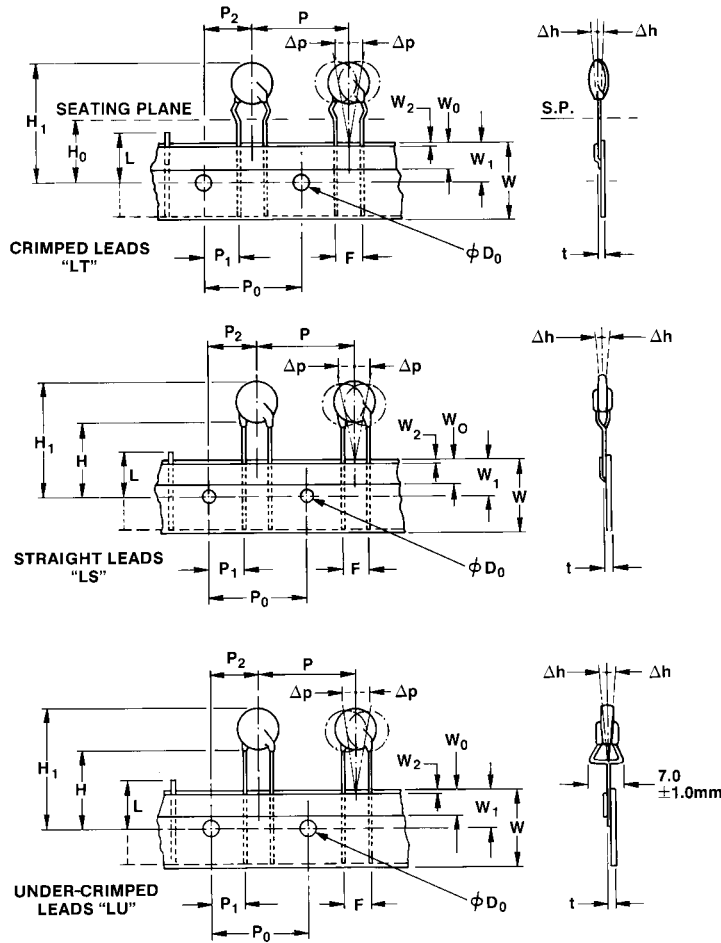 P₂ P
Δp Δp
Δh Δh
SEATING PLANE
W₂ W₀
S.P.
H₁
H₀
L
W₁
W
CRIMPED LEADS
"LT"
P₁ F
ϕD₀
t
P₀
P₂ P
Δp Δp
Δh Δh
W₂ W₀
H₁
H
L
W₁
W
STRAIGHT LEADS
"LS"
P₁ F
ϕD₀
t
P₀
P₂ P
Δp Δp
Δh Δh
W₂ W₀
H₁
H
L
W₁
W
7.0
±1.0mm
UNDER-CRIMPED
LEADS "LU"
P₁ F
ϕD₀
t
P₀